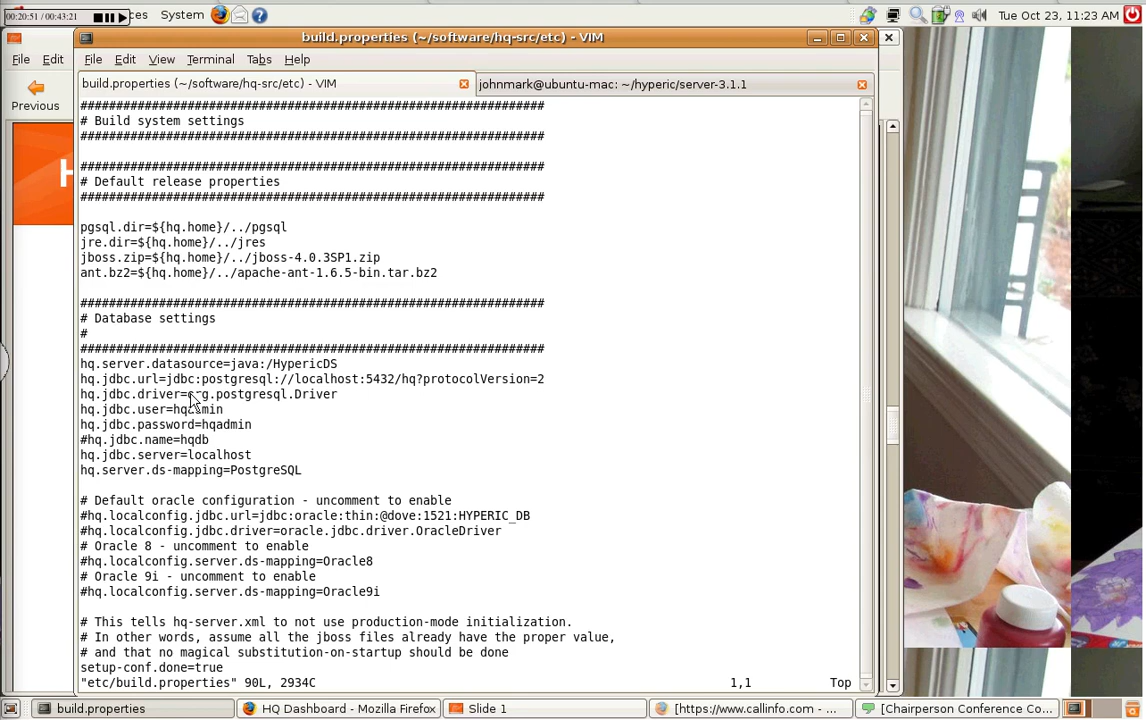 00:20:51 / 00:43:21
ces System
Tue Oct 23, 11:23 AM
build.properties (~/software/hq-src/etc) - VIM
File Edit
File Edit View Terminal Tabs Help
build.properties (~/software/hq-src/etc) - VIM
johnmark@ubuntu-mac: ~/hyperic/server-3.1.1
Previous
H
#############################################################
# Build system settings
#############################################################
#############################################################
# Default release properties
#############################################################
pgsql.dir=${hq.home}/../pgsql
jre.dir=${hq.home}/../jres
jboss.zip=${hq.home}/../jboss-4.0.3SP1.zip
ant.bz2=${hq.home}/../apache-ant-1.6.5-bin.tar.bz2
#############################################################
# Database settings
#
#############################################################
hq.server.datasource=java:/HypericDS
hq.jdbc.url=jdbc:postgresql://localhost:5432/hq?protocolVersion=2
hq.jdbc.driver=org.postgresql.Driver
hq.jdbc.user=hqadmin
hq.jdbc.password=hqadmin
#hq.jdbc.name=hqdb
hq.jdbc.server=localhost
hq.server.ds-mapping=PostgreSQL
# Default oracle configuration - uncomment to enable
#hq.localconfig.jdbc.url=jdbc:oracle:thin:@dove:1521:HYPERIC_DB
#hq.localconfig.jdbc.driver=oracle.jdbc.driver.OracleDriver
# Oracle 8 - uncomment to enable
#hq.localconfig.server.ds-mapping=Oracle8
# Oracle 9i - uncomment to enable
#hq.localconfig.server.ds-mapping=Oracle9i
# This tells hq-server.xml to not use production-mode initialization.
# In other words, assume all the jboss files already have the proper value,
# and that no magical substitution-on-startup should be done
setup-conf.done=true
"etc/build.properties" 90L, 2934C 1,1 Top
build.properties
HQ Dashboard - Mozilla Firefox
Slide 1
[https://www.callinfo.com - ...
[Chairperson Conference Co...